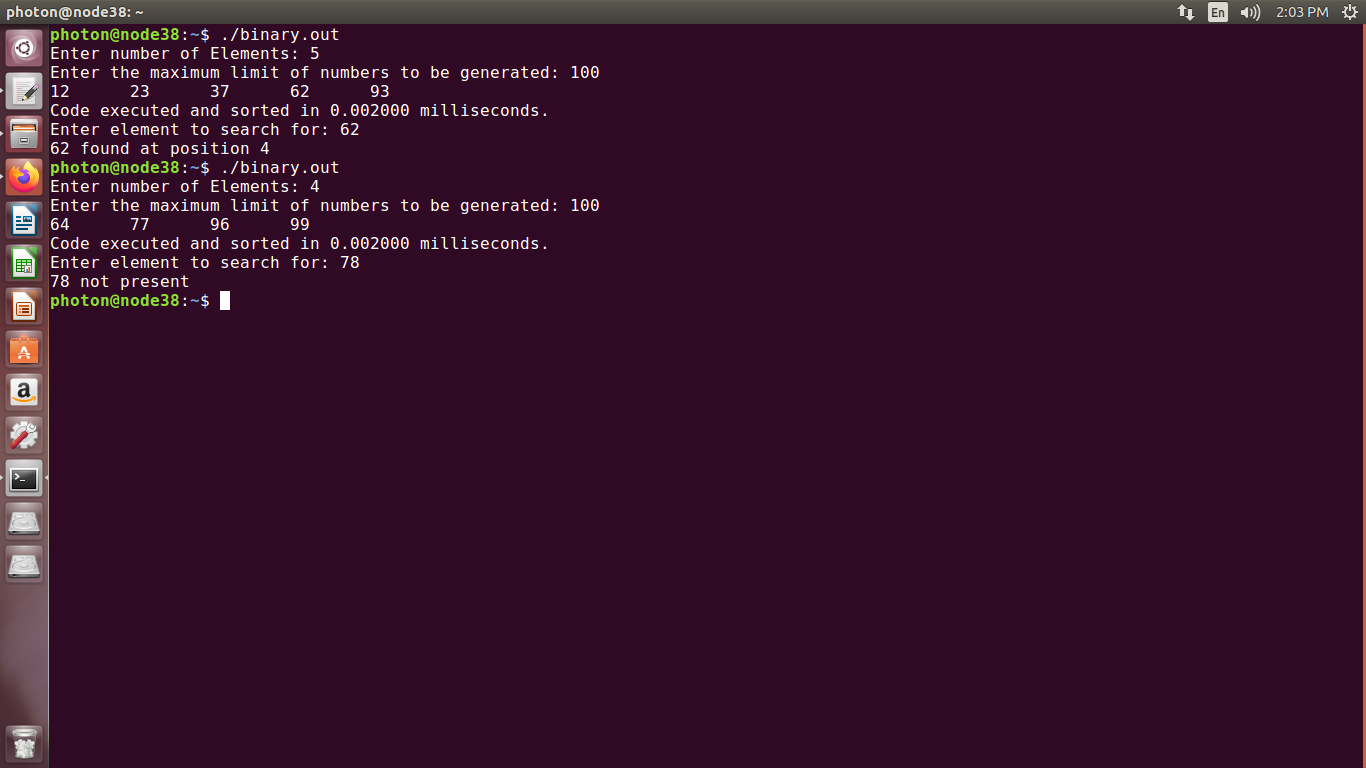 photon@node38: ~
En
2:03 PM
photon@node38:~$ ./binary.out
Enter number of Elements: 5
Enter the maximum limit of numbers to be generated: 100
12 23 37 62 93
Code executed and sorted in 0.002000 milliseconds.
Enter element to search for: 62
62 found at position 4
photon@node38:~$ ./binary.out
Enter number of Elements: 4
Enter the maximum limit of numbers to be generated: 100
64 77 96 99
Code executed and sorted in 0.002000 milliseconds.
Enter element to search for: 78
78 not present
photon@node38:~$